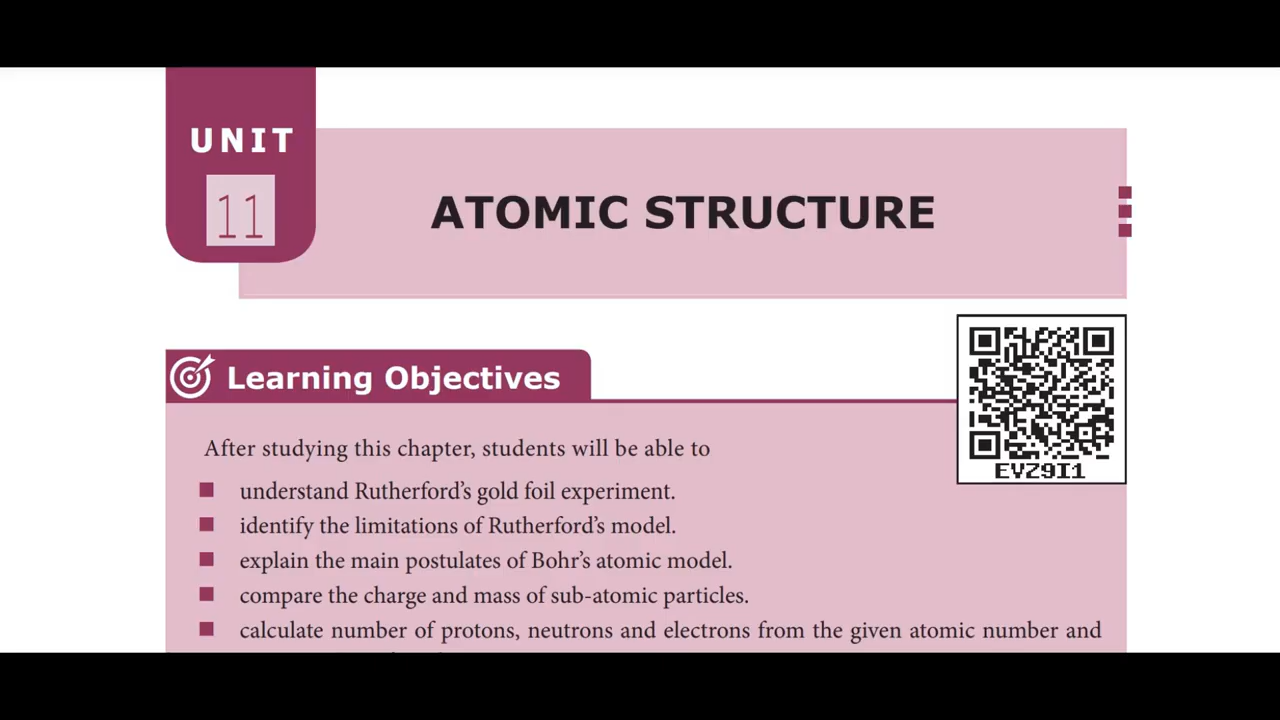 UNIT
11
ATOMIC STRUCTURE
Learning Objectives
EVZ9I1
After studying this chapter, students will be able to
■ understand Rutherford’s gold foil experiment.
■ identify the limitations of Rutherford’s model.
■ explain the main postulates of Bohr’s atomic model.
■ compare the charge and mass of sub-atomic particles.
■ calculate number of protons, neutrons and electrons from the given atomic number and